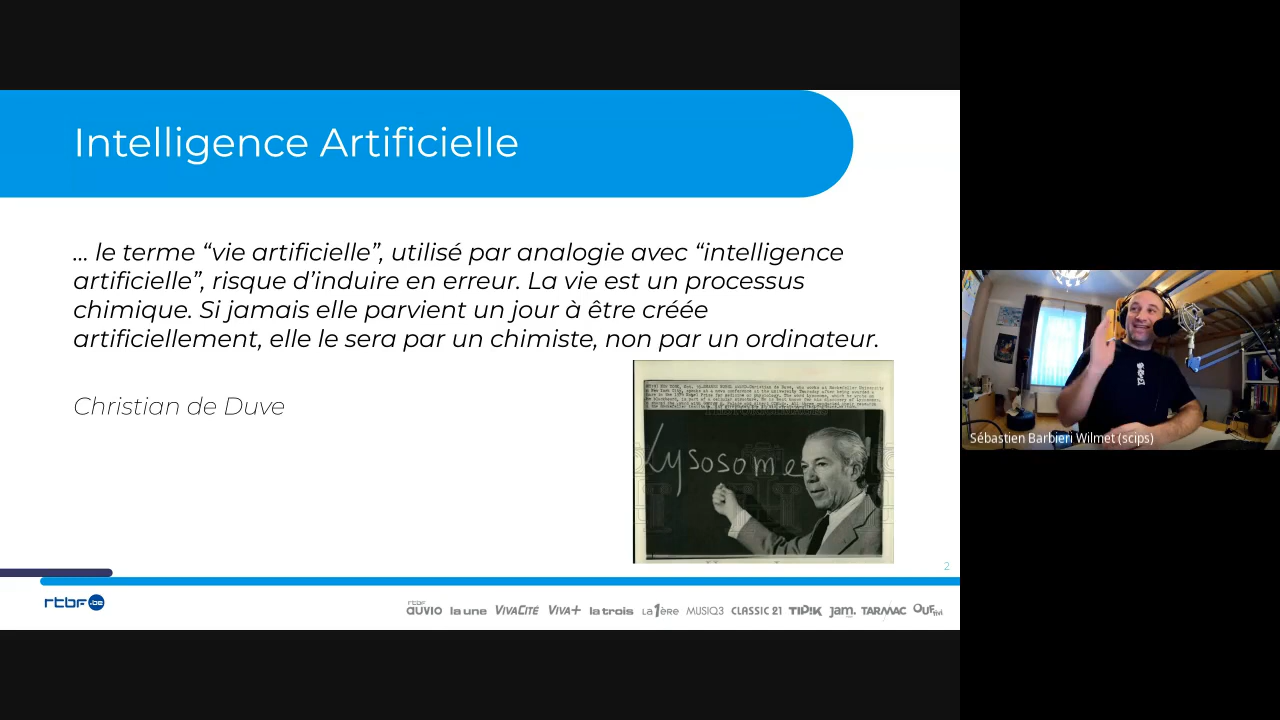 Intelligence Artificielle
... le terme “vie artificielle”, utilisé par analogie avec “intelligence
artificielle”, risque d’induire en erreur. La vie est un processus
chimique. Si jamais elle parvient un jour à être créée
artificiellement, elle le sera par un chimiste, non par un ordinateur.
Christian de Duve
Lysosome
Sébastien Barbieri Wilmet (scips)
2
rtbf.be
rtbf auvio la une VIVACITÉ VIVA+ la trois La 1ère MUSIQ3 CLASSIC 21 TIPIK jam. TARMAC OUFtivi